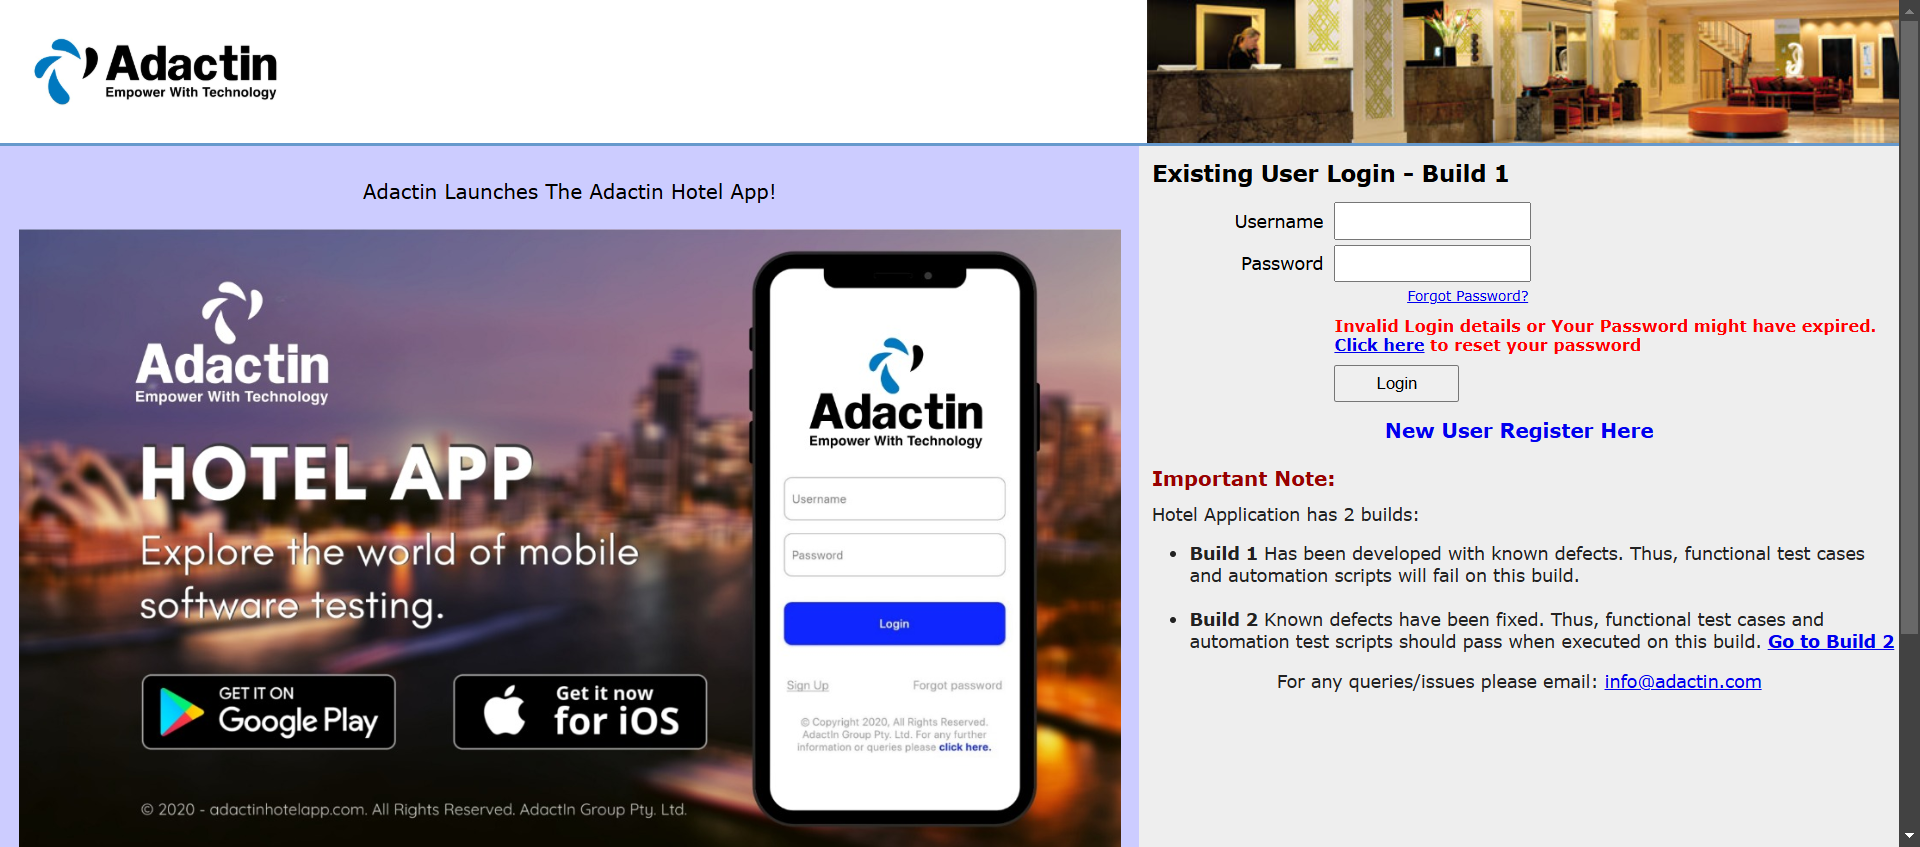 Adactin
Empower With Technology
Adactin Launches The Adactin Hotel App!
Adactin
Empower With Technology
HOTEL APP
Explore the world of mobile
software testing.
GET IT ON
Google Play
Get it now
for iOS
© 2020 - adactinhotelapp.com. All Rights Reserved. AdactIn Group Pty. Ltd.
Adactin
Empower With Technology
Username
Password
Login
Sign Up Forgot password
© Copyright 2020, All Rights Reserved.
AdactIn Group Pty. Ltd. For any further
information or queries please click here.
Existing User Login - Build 1
Username
Password
Forgot Password?
Invalid Login details or Your Password might have expired.
Click here to reset your password
Login
New User Register Here
Important Note:
Hotel Application has 2 builds:
• Build 1 Has been developed with known defects. Thus, functional test cases
and automation scripts will fail on this build.
• Build 2 Known defects have been fixed. Thus, functional test cases and
automation test scripts should pass when executed on this build. Go to Build 2
For any queries/issues please email: info@adactin.com